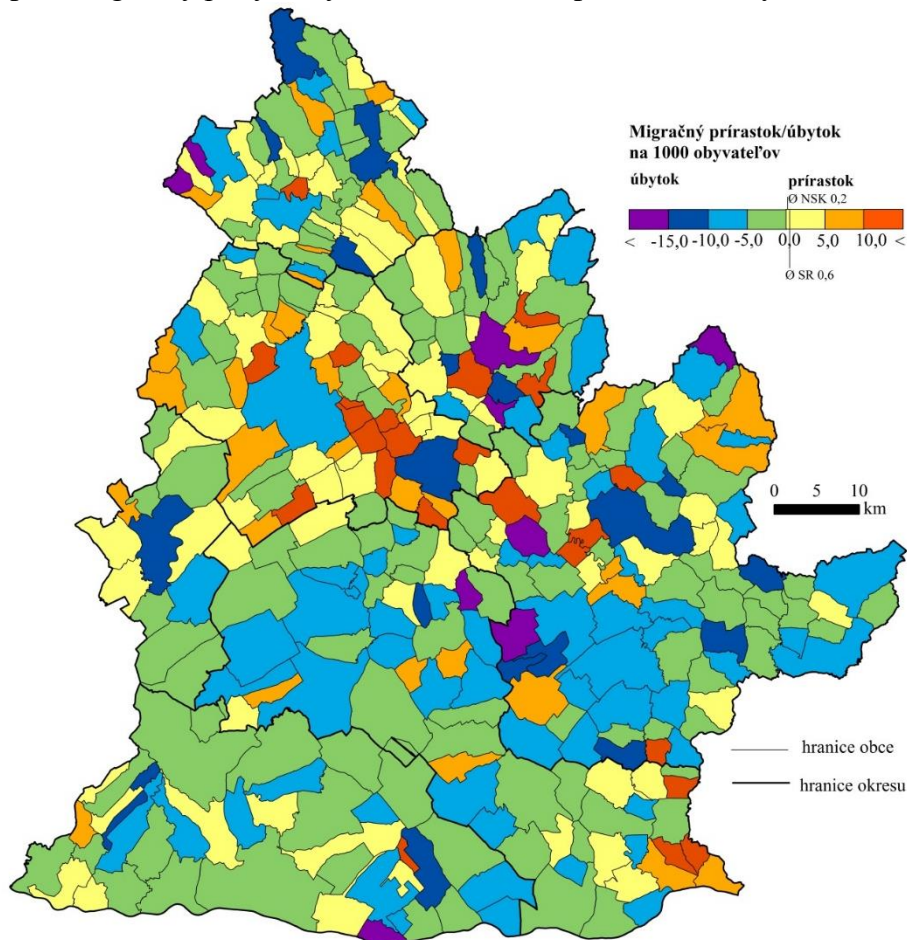 Migračný prírastok/úbytok
na 1000 obyvateľov
úbytok prírastok
Ø NSK 0,2
< -15,0 -10,0 -5,0 0,0 5,0 10,0 <
Ø SR 0,6
0 5 10
km
hranice obce
hranice okresu